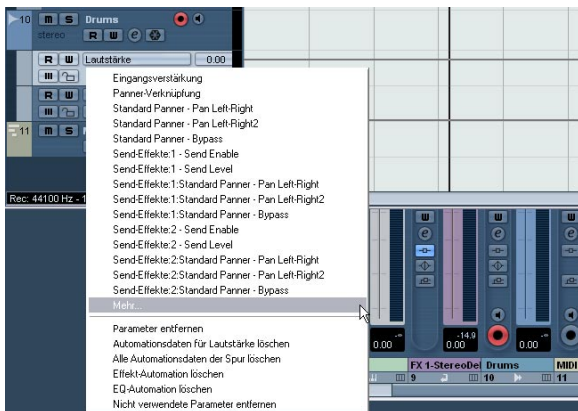 10 m S Drums
stereo R W e
R W Lautstärke 0.00
R W
11 m S
Rec: 44100 Hz - 1
Eingangsverstärkung
Panner-Verknüpfung
Standard Panner - Pan Left-Right
Standard Panner - Pan Left-Right2
Standard Panner - Bypass
Send-Effekte:1 - Send Enable
Send-Effekte:1 - Send Level
Send-Effekte:1:Standard Panner - Pan Left-Right
Send-Effekte:1:Standard Panner - Pan Left-Right2
Send-Effekte:1:Standard Panner - Bypass
Send-Effekte:2 - Send Enable
Send-Effekte:2 - Send Level
Send-Effekte:2:Standard Panner - Pan Left-Right
Send-Effekte:2:Standard Panner - Pan Left-Right2
Send-Effekte:2:Standard Panner - Bypass
Mehr...
Parameter entfernen
Automationsdaten für Lautstärke löschen
Alle Automationsdaten der Spur löschen
Effekt-Automation löschen
EQ-Automation löschen
Nicht verwendete Parameter entfernen
W W W
e e e
0.00 -14.9 0.00 0.00
FX 1-StereoDel Drums MIDI
9 10 11